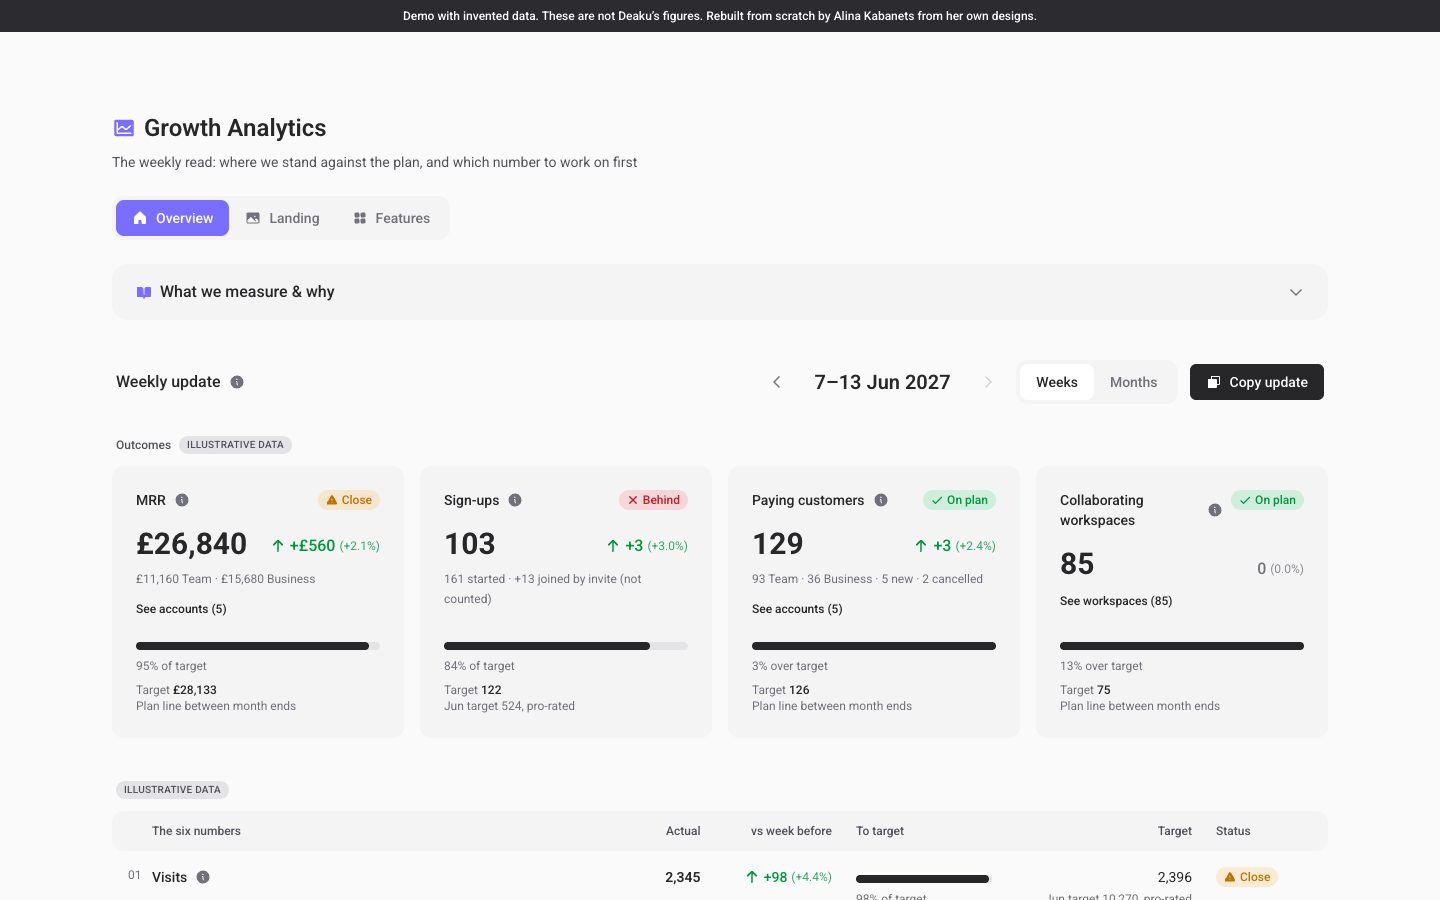 Demo with invented data. These are not Deaku's figures. Rebuilt from scratch by Alina Kabanets from her own designs.
Growth Analytics
The weekly read: where we stand against the plan, and which number to work on first
Overview Landing Features
What we measure & why
Weekly update 7–13 Jun 2027 Weeks Months Copy update
Outcomes ILLUSTRATIVE DATA
MRR Close
£26,840 +£560 (+2.1%)
£11,160 Team · £15,680 Business
See accounts (5)
95% of target
Target £28,133
Plan line between month ends
Sign-ups Behind
103 +3 (+3.0%)
161 started · +13 joined by invite (not
counted)
84% of target
Target 122
Jun target 524, pro-rated
Paying customers On plan
129 +3 (+2.4%)
93 Team · 36 Business · 5 new · 2 cancelled
See accounts (5)
3% over target
Target 126
Plan line between month ends
Collaborating
workspaces On plan
85 0 (0.0%)
See workspaces (85)
13% over target
Target 75
Plan line between month ends
ILLUSTRATIVE DATA
The six numbers Actual vs week before To target Target Status
01 Visits 2,345 +98 (+4.4%) 2,396 Close
98% of target Jun target 10,270, pro-rated